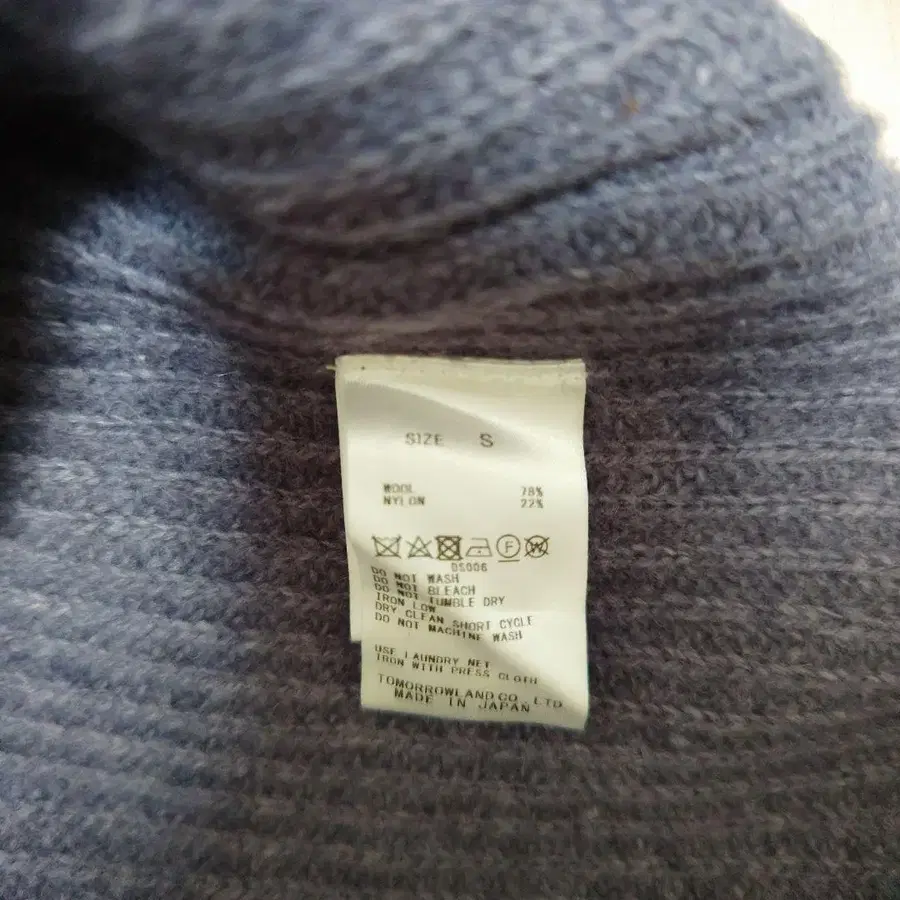 SIZE S
WOOL 78%
NYLON 22%
F W
DS006
DO NOT WASH
DO NOT BLEACH
DO NOT TUMBLE DRY
IRON LOW
DRY CLEAN SHORT CYCLE
DO NOT MACHINE WASH
USE LAUNDRY NET
IRON WITH PRESS CLOTH
TOMORROWLAND CO., LTD
MADE IN JAPAN